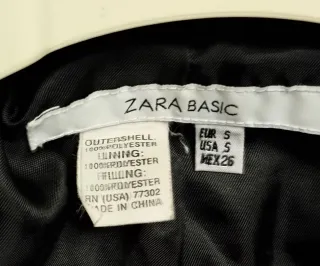 ZARA BASIC
OUTERSHELL:
100%POLYESTER
LINING:
100%POLYESTER
FILLING:
100%POLYESTER
RN (USA) 77302
MADE IN CHINA
EUR S
USA S
MEX 26